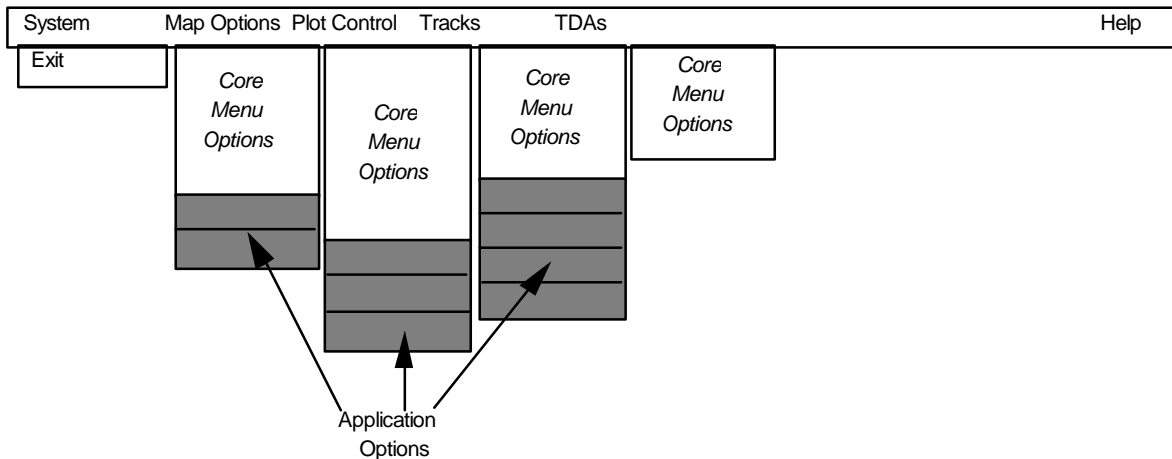 System Map Options Plot Control Tracks TDAs Help
Exit
Core
Menu
Options
Core
Menu
Options
Core
Menu
Options
Core
Menu
Options
Application
Options